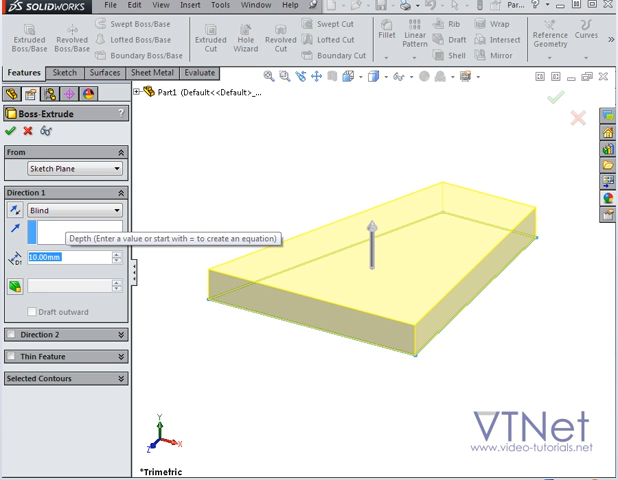 SOLIDWORKS File Edit View Insert Tools Window Help Par...
Extruded Boss/Base
Revolved Boss/Base
Swept Boss/Base
Lofted Boss/Base
Boundary Boss/Base
Extruded Cut
Hole Wizard
Revolved Cut
Swept Cut
Lofted Cut
Boundary Cut
Fillet
Linear Pattern
Rib
Draft
Shell
Wrap
Intersect
Mirror
Reference Geometry
Curves
Features Sketch Surfaces Sheet Metal Evaluate
Part1 (Default<<Default>_...
Boss-Extrude ?
From
Sketch Plane
Direction 1
Blind
Depth (Enter a value or start with = to create an equation)
D1
10.00mm
Draft outward
Direction 2
Thin Feature
Selected Contours
Y
X
Z
*Trimetric
VTNet
www.video-tutorials.net